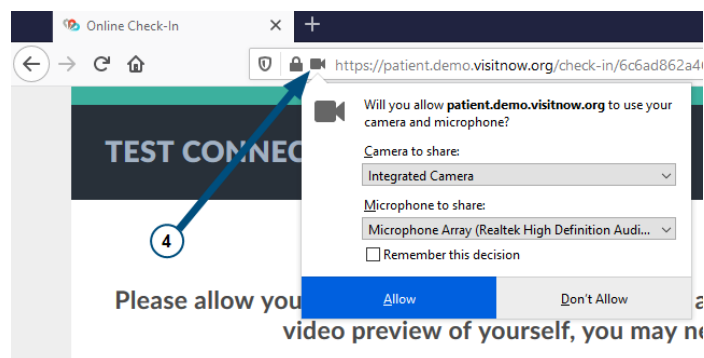 Online Check-In
https://patient.demo.visitnow.org/check-in/6c6ad862a4
Will you allow patient.demo.visitnow.org to use your
camera and microphone?
TEST CONNEC
Camera to share:
Integrated Camera
Microphone to share:
Microphone Array (Realtek High Definition Audi...
4
Remember this decision
Allow
Don't Allow
Please allow you
video preview of yourself, you may ne